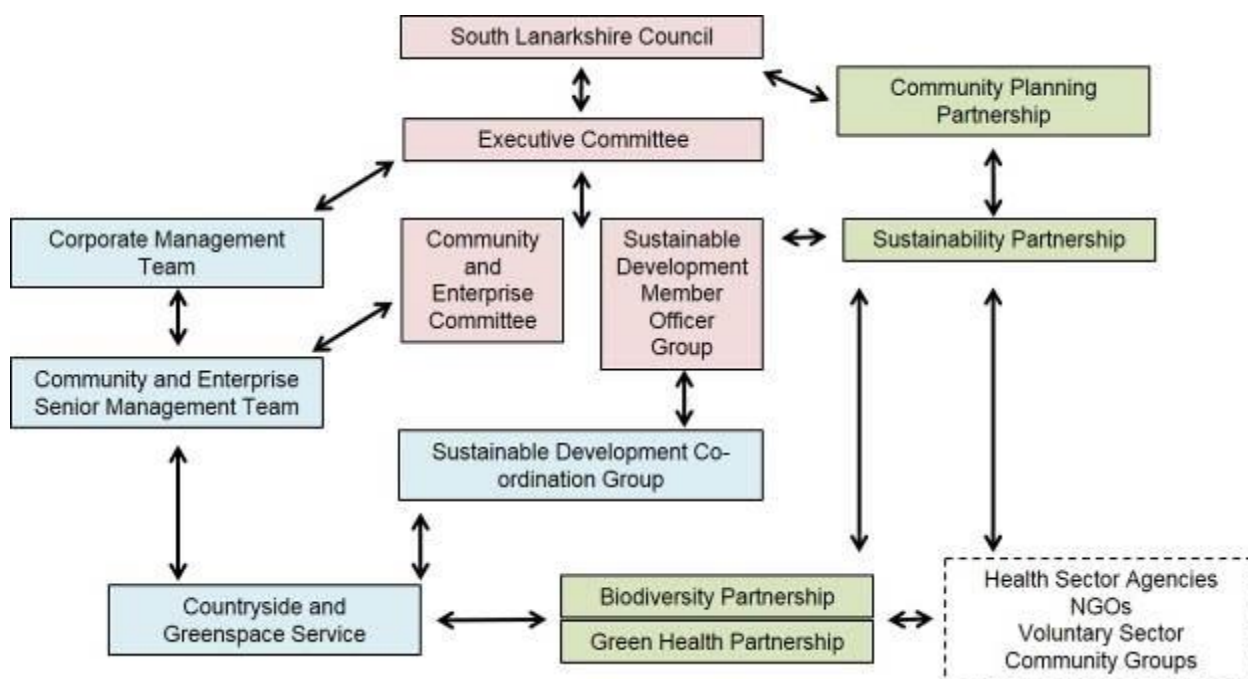 South Lanarkshire Council
Community Planning
Partnership
Executive Committee
Corporate Management
Team
Community
and
Enterprise
Committee
Sustainable
Development
Member
Officer
Group
Sustainability Partnership
Community and Enterprise
Senior Management Team
Sustainable Development Co-
ordination Group
Countryside and
Greenspace Service
Biodiversity Partnership
Green Health Partnership
Health Sector Agencies
NGOs
Voluntary Sector
Community Groups